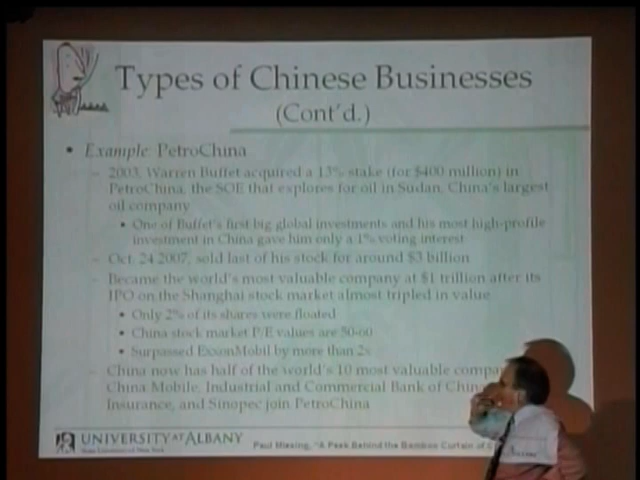 Types of Chinese Businesses
(Cont'd.)
• Example: PetroChina
– 2003, Warren Buffet acquired a 13% stake (for $400 million) in
PetroChina, the SOE that explores for oil in Sudan, China's largest
oil company
• One of Buffet's first big global investments and his most high-profile
investment in China gave him only a 1% voting interest
– Oct. 24 2007, sold last of his stock for around $3 billion
– Became the world's most valuable company at $1 trillion after its
IPO on the Shanghai stock market almost tripled in value
• Only 2% of its shares were floated
• China stock market P/E values are 50-60
• Surpassed ExxonMobil by more than 2x
– China now has half of the world's 10 most valuable
China Mobile, Industrial and Commercial Bank of
Insurance, and Sinopec join PetroChina
UNIVERSITY AT ALBANY
State University of New York
Paul Miesing, "A Peek Behind the Bamboo Curtain of